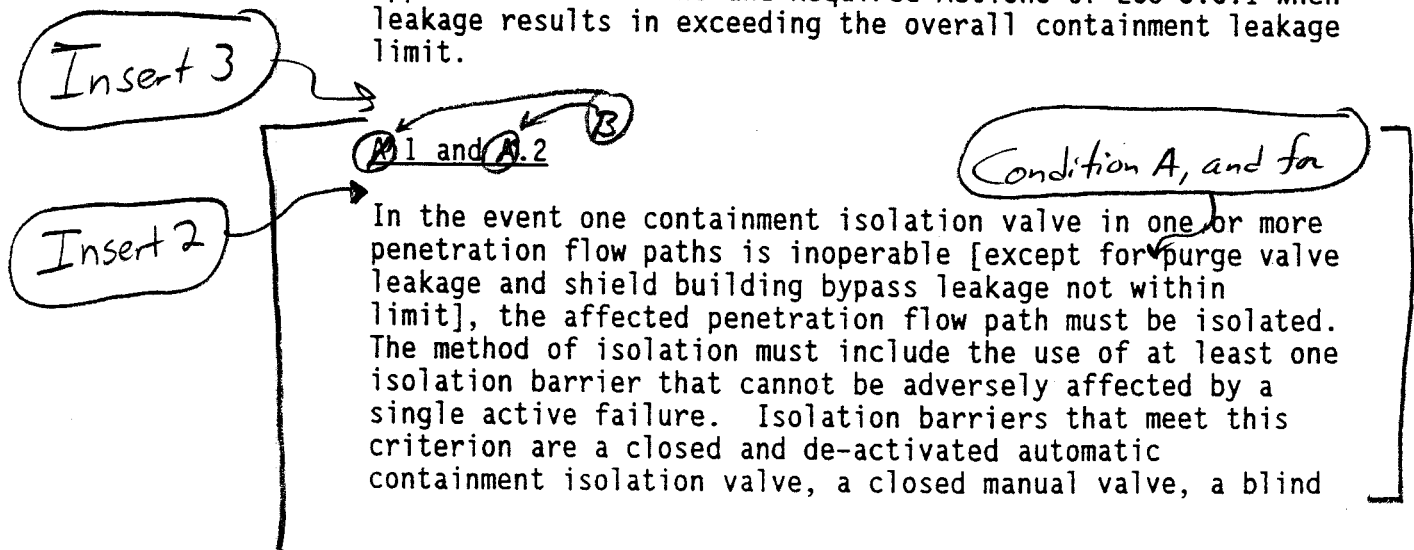 leakage results in exceeding the overall containment leakage
limit.
Insert 3
B
A.1 and A.2
Condition A, and for
Insert 2
In the event one containment isolation valve in one or more
penetration flow paths is inoperable [except for purge valve
leakage and shield building bypass leakage not within
limit], the affected penetration flow path must be isolated.
The method of isolation must include the use of at least one
isolation barrier that cannot be adversely affected by a
single active failure.  Isolation barriers that meet this
criterion are a closed and de-activated automatic
containment isolation valve, a closed manual valve, a blind